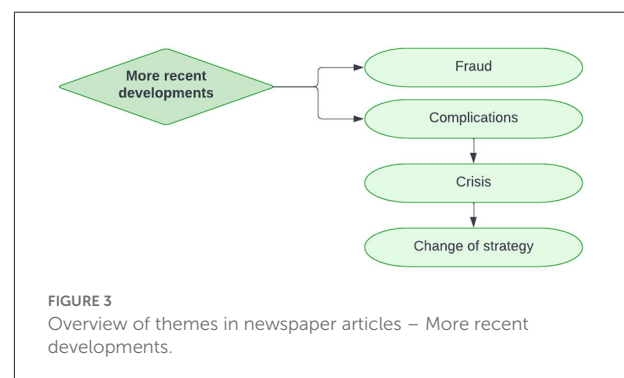 More recent
developments
Fraud
Complications
Crisis
Change of strategy
FIGURE 3
Overview of themes in newspaper articles – More recent
developments.